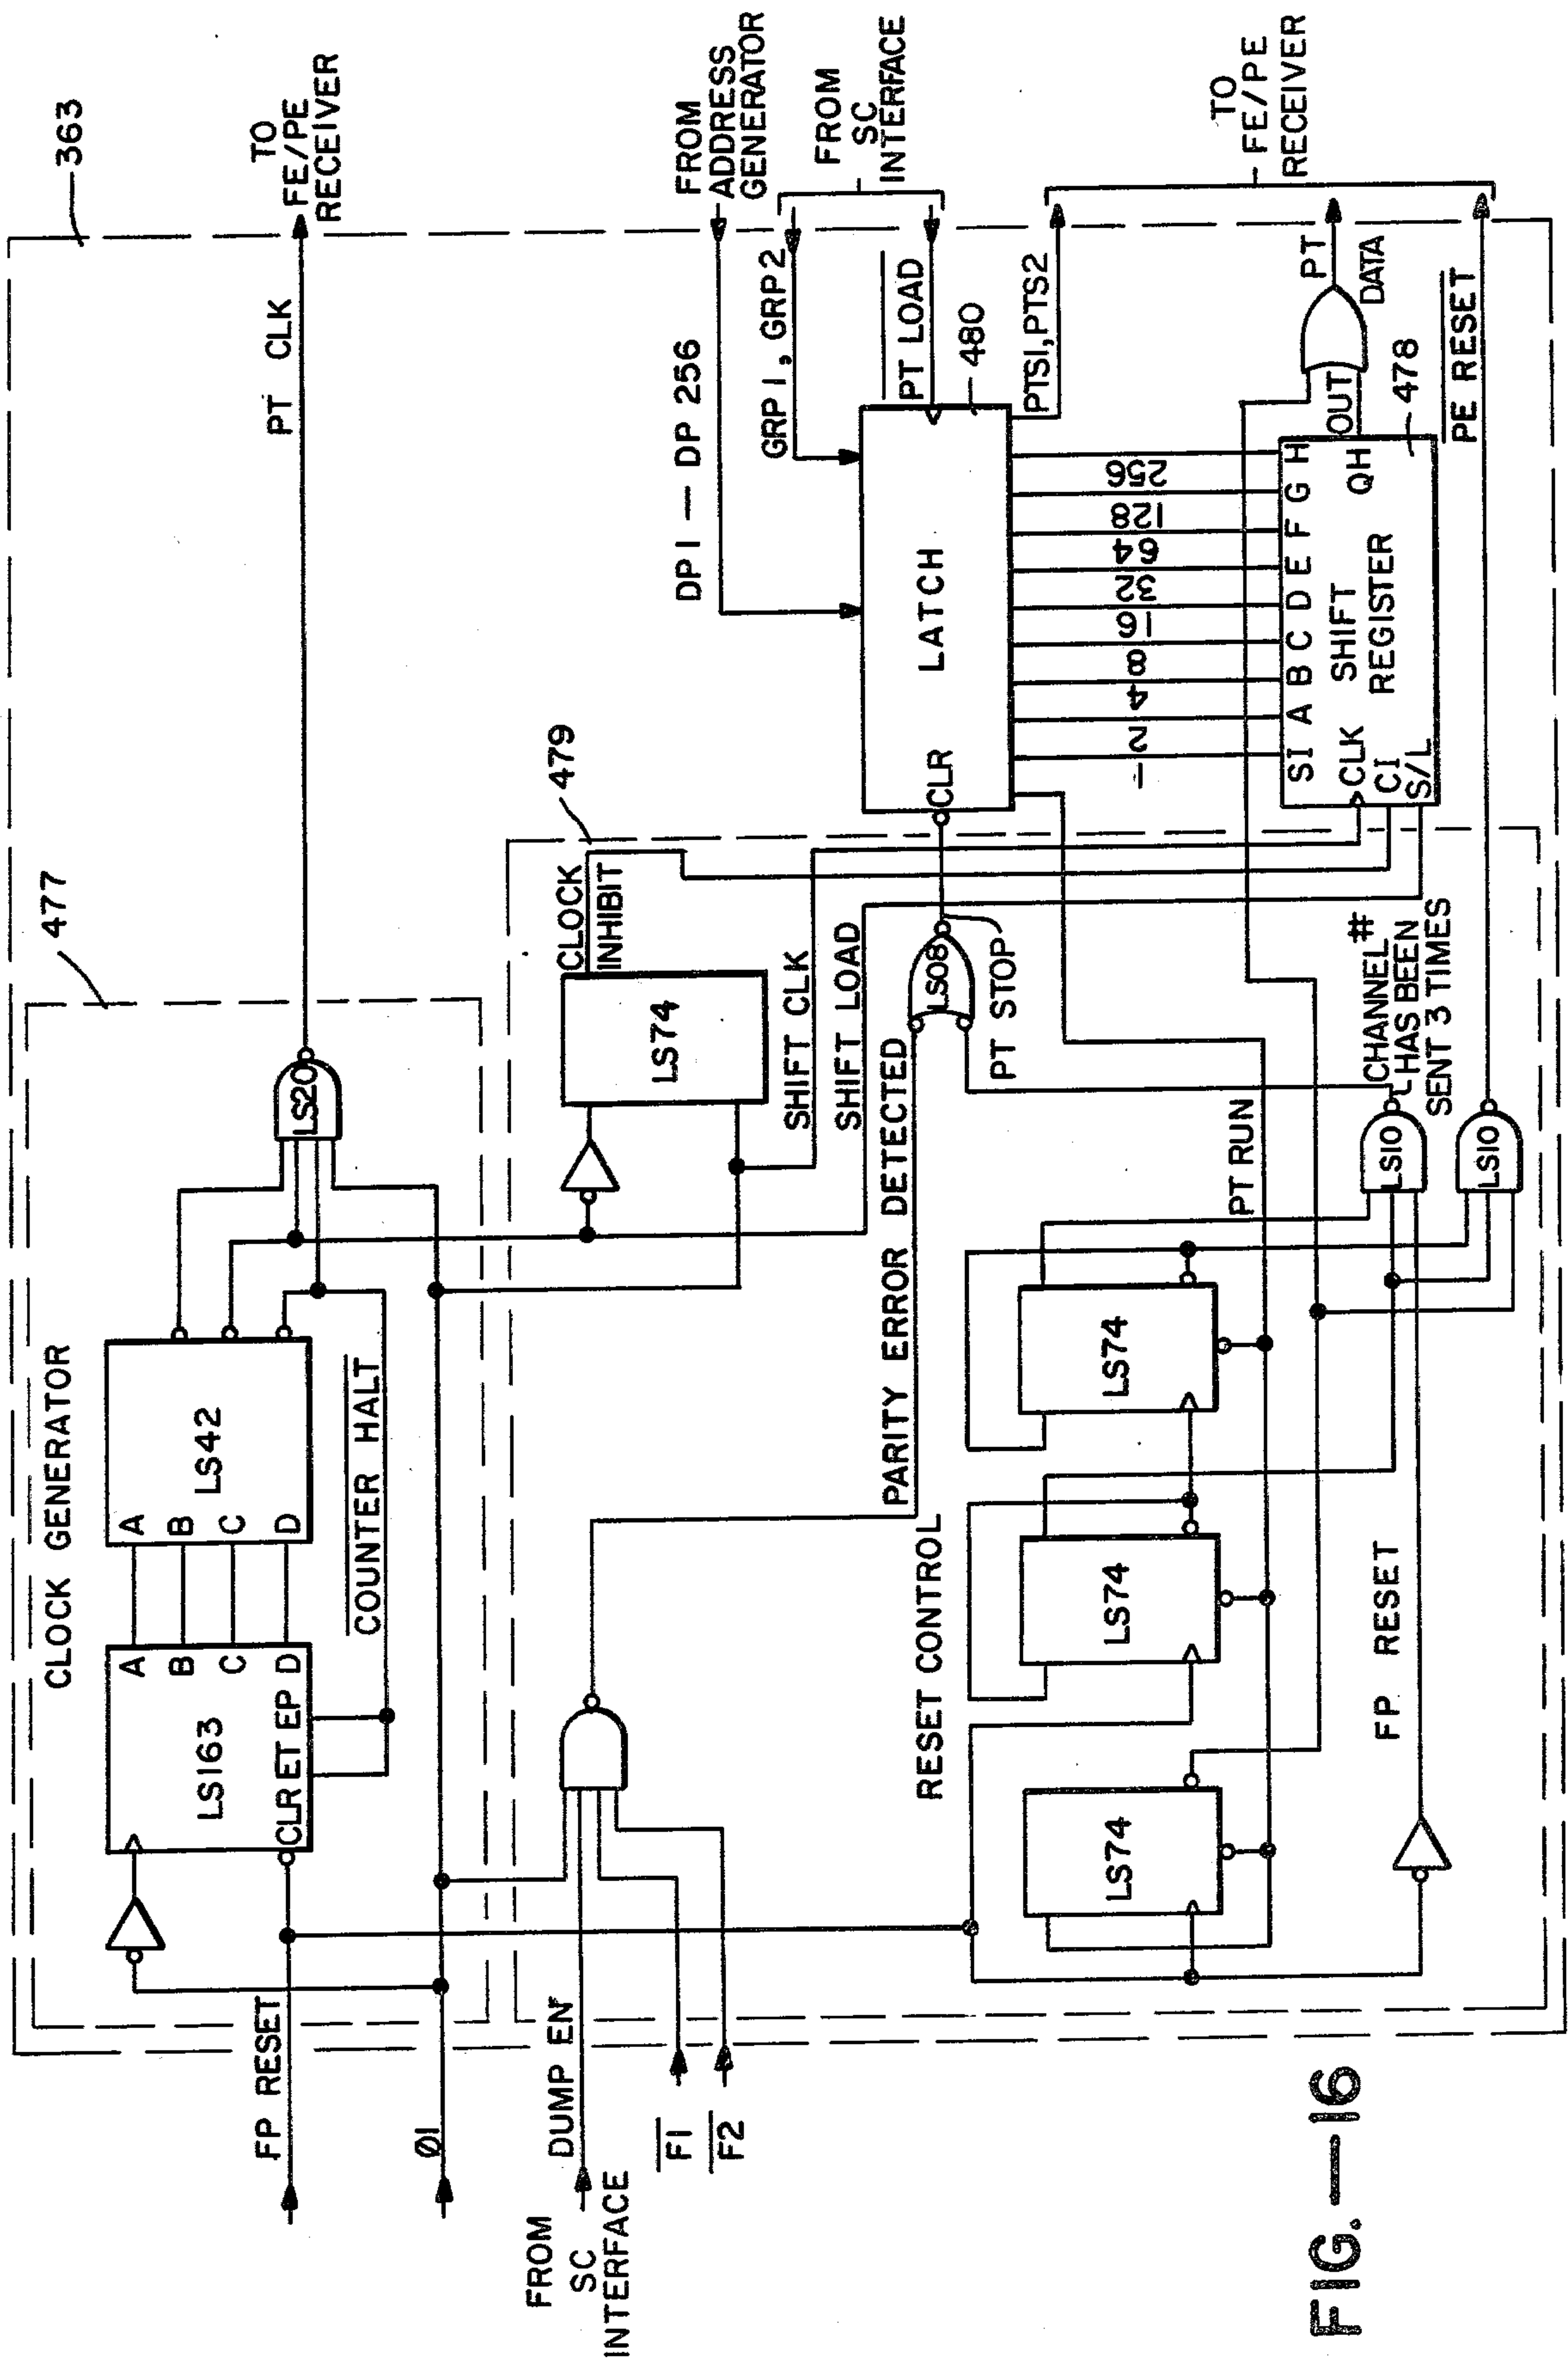 363
TO
FE/PE
RECEIVER
PT CLK
477
CLOCK GENERATOR
LS163
CLR ET EP
A
B
C
D
A
B
C
D
LS42
COUNTER HALT
LS20
FP RESET
Ø1
FROM
SC
INTERFACE
DUMP EN
F1
F2
479
LS74
CLOCK
INHIBIT
SHIFT CLK
SHIFT LOAD
PARITY ERROR DETECTED
LS08
PT STOP
PT STOP
RESET CONTROL
LS74
LS74
LS74
PT RUN
FP RESET
LS10
LS10
CHANNEL #
HAS BEEN
SENT 3 TIMES
FROM
ADDRESS
GENERATOR
DP1 — DP 256
FROM
SC
INTERFACE
GRP 1, GRP2
PT LOAD
480
LATCH
CLR
PTS1, PTS2
1 2 4 8 16 32 64 128 256
SI A B C D E F G H
CLK
CI
S/L
SHIFT
REGISTER
QH
OUT
478
PT
DATA
PE RESET
TO
FE/PE
RECEIVER
FIG. — 16